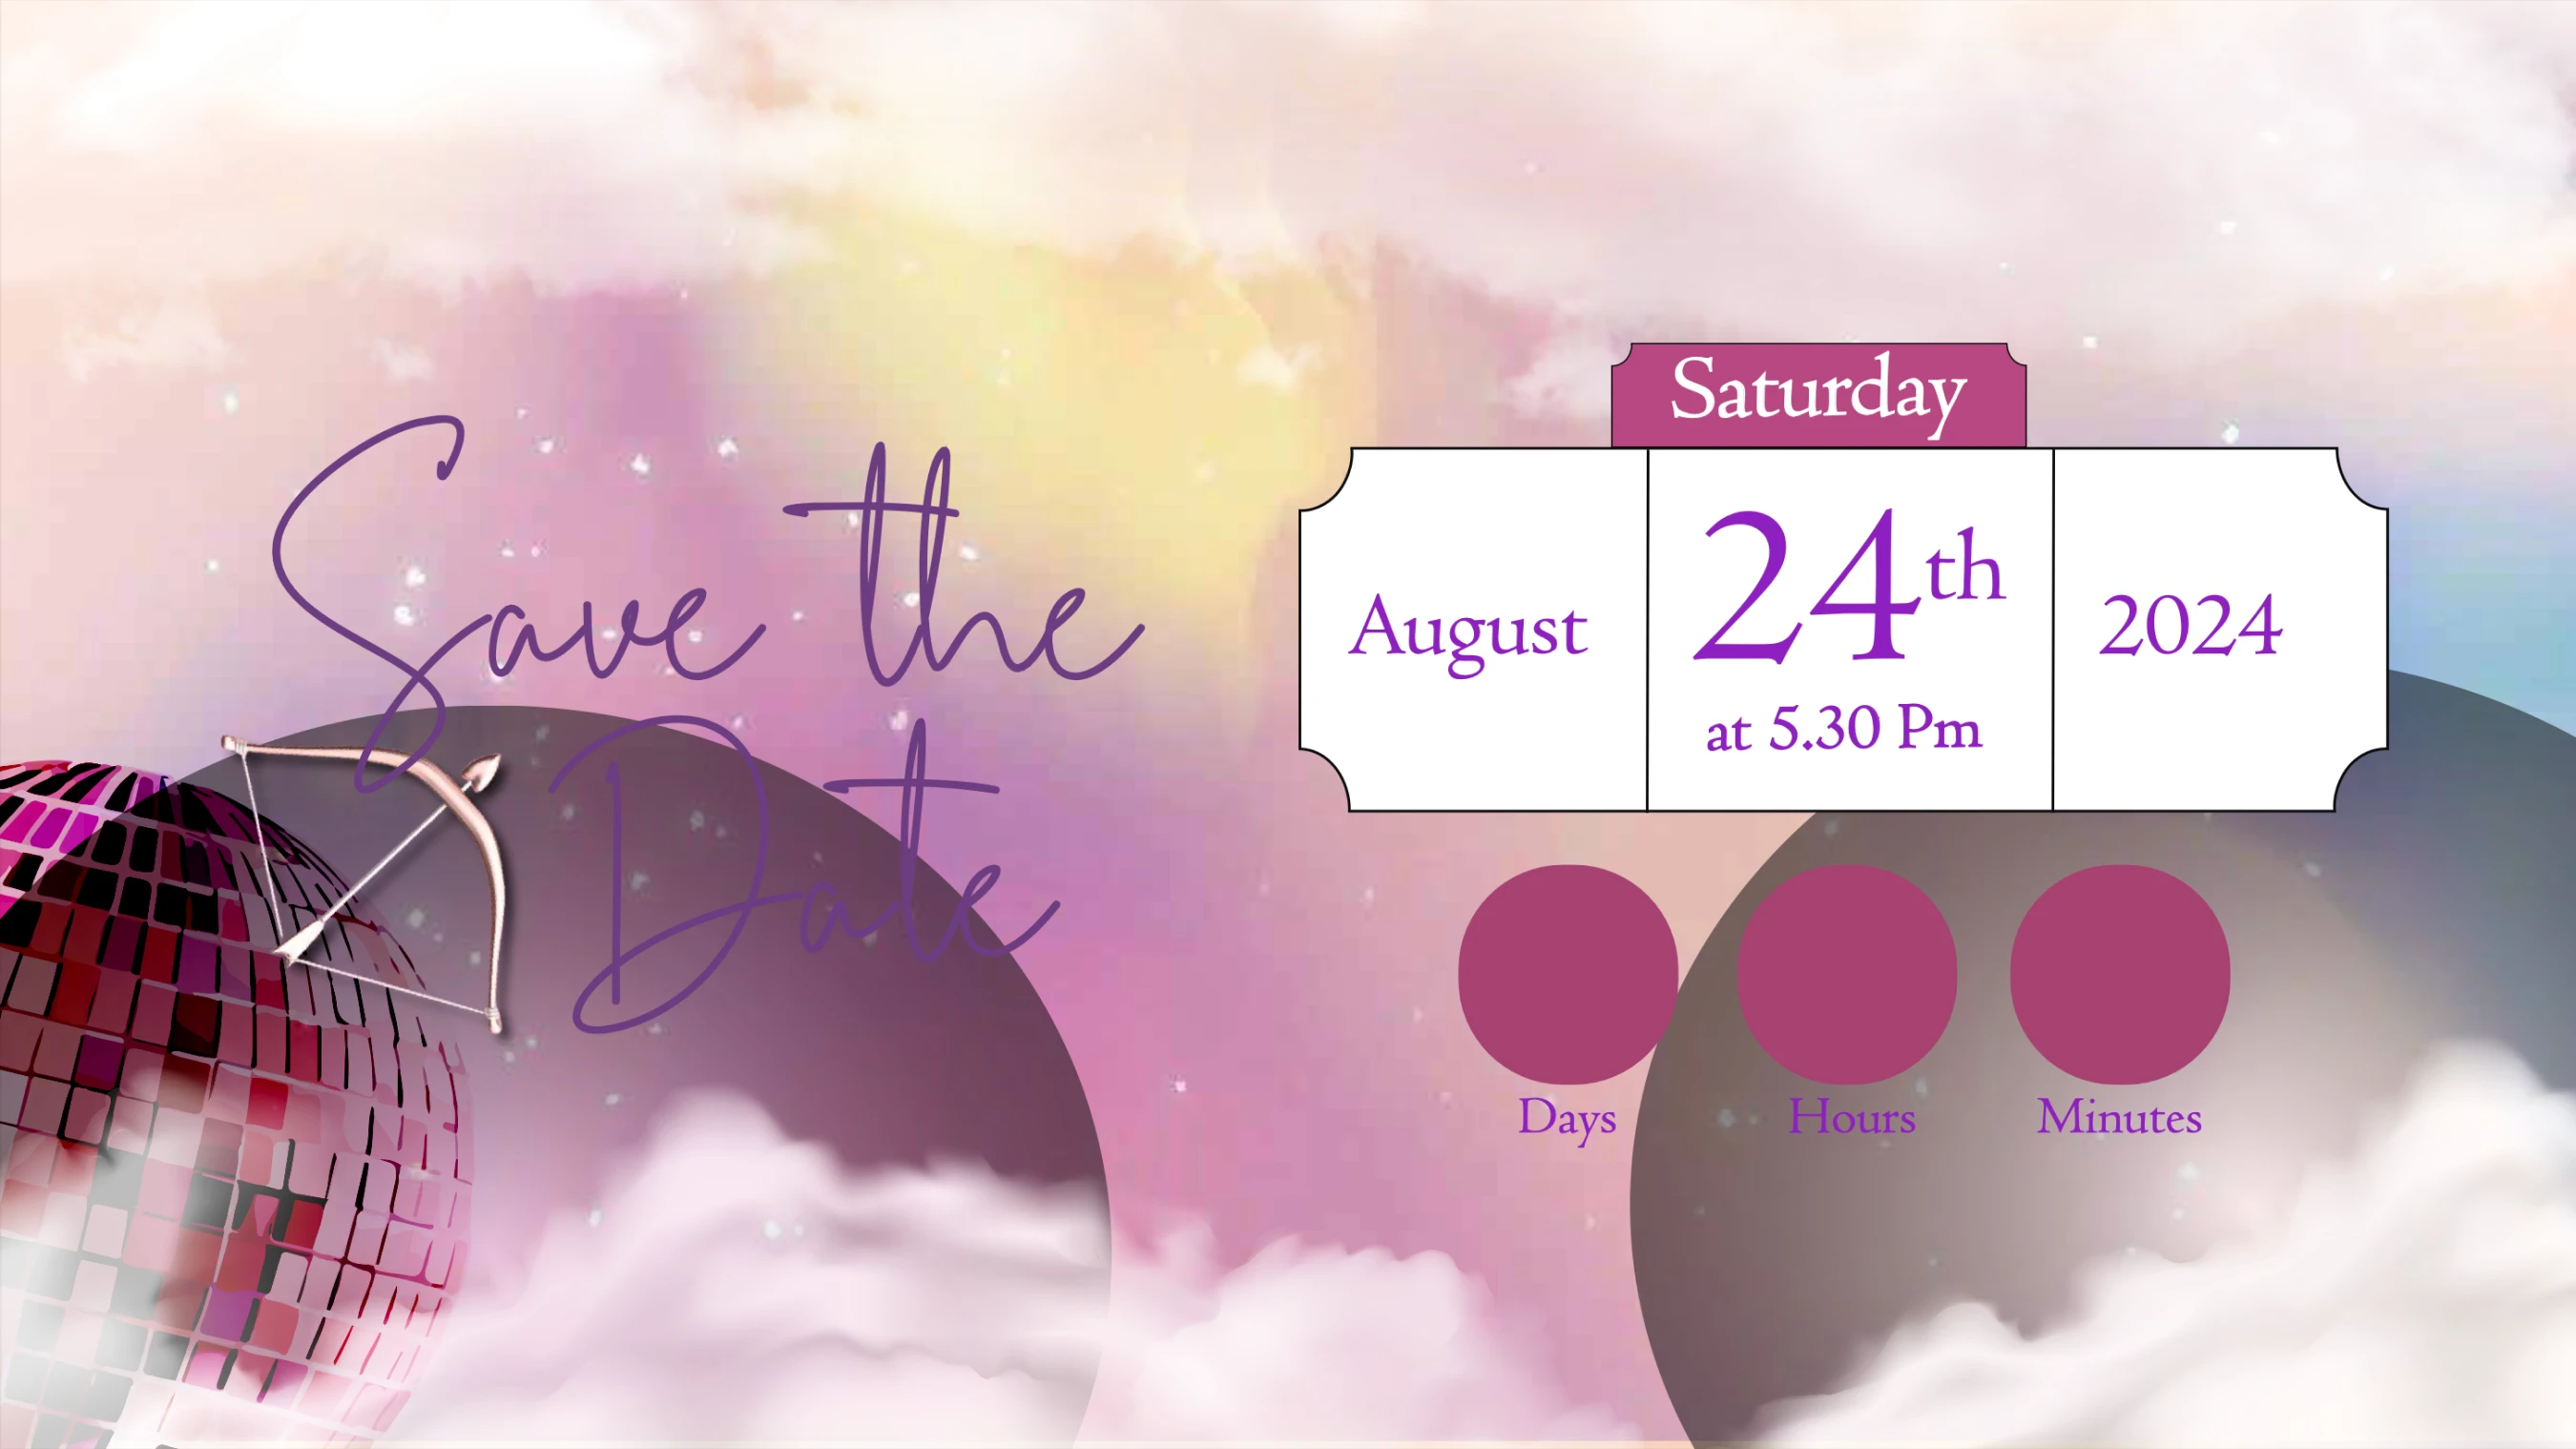 Save the
Date
Saturday
August
24th
at 5.30 Pm
2024
Days
Hours
Minutes